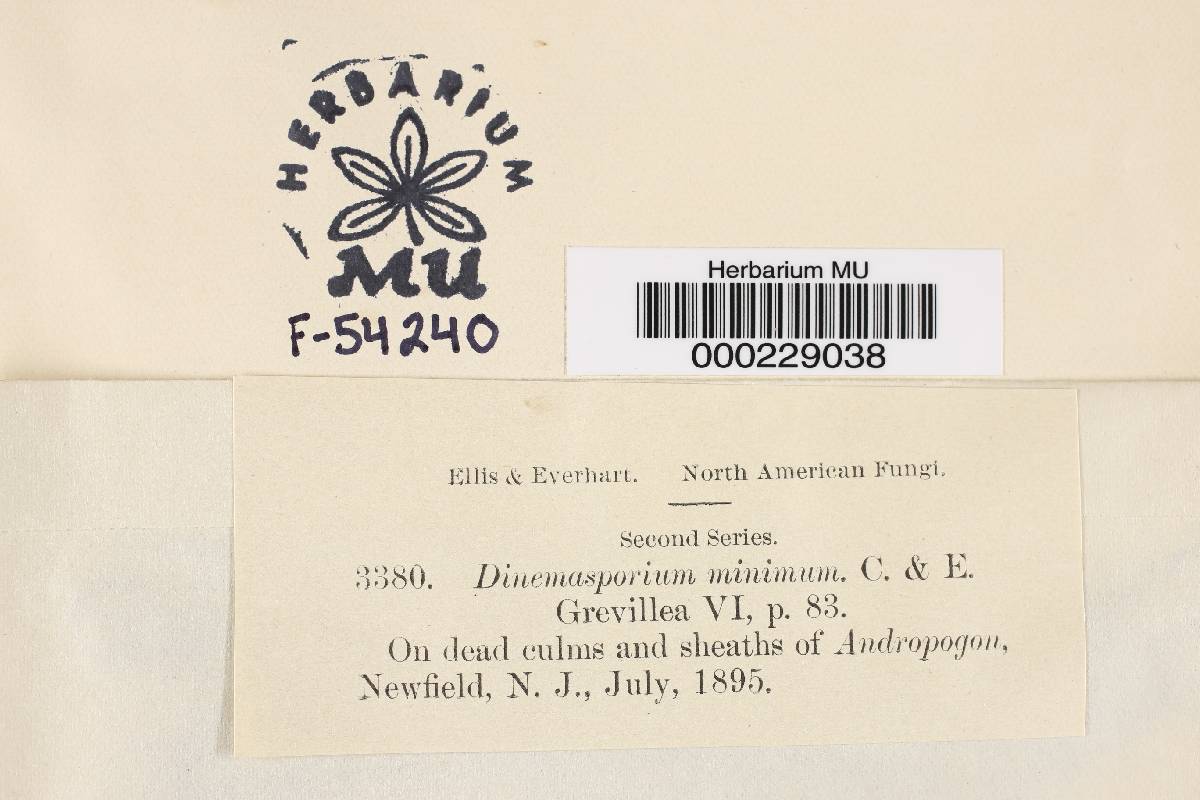 HERBARIUM
MU
F-54240
Herbarium MU
000229038
Ellis & Everhart. North American Fungi.
Second Series.
3380. Dinemasporium minimum. C. & E.
Grevillea VI, p. 83.
On dead culms and sheaths of Andropogon,
Newfield, N. J., July, 1895.